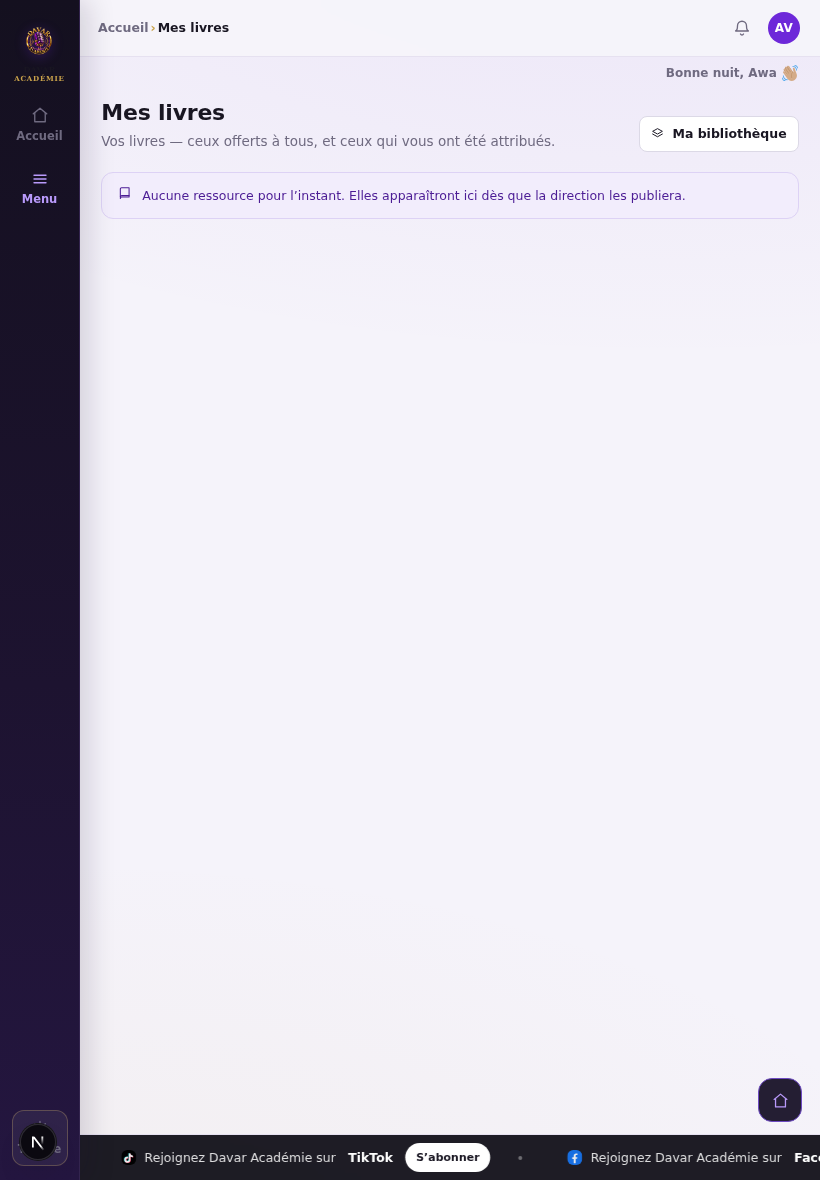 ACADÉMIE
Accueil
Menu
Accueil › Mes livres
AV
Bonne nuit, Awa 👋🏽
Mes livres
Vos livres — ceux offerts à tous, et ceux qui vous ont été attribués.
Ma bibliothèque
Aucune ressource pour l’instant. Elles apparaîtront ici dès que la direction les publiera.
N
Rejoignez Davar Académie sur TikTok S’abonner • Rejoignez Davar Académie sur